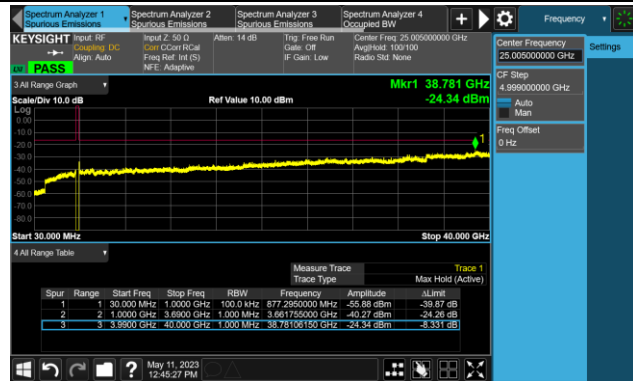 Spectrum Analyzer 1
Spurious Emissions
Spectrum Analyzer 2
Spurious Emissions
Spectrum Analyzer 3
Spurious Emissions
Spectrum Analyzer 4
Occupied BW
Frequency
KEYSIGHT
Input: RF
Coupling: DC
Align: Auto
Input Z: 50 Ω
Corr CCorr RCal
Freq Ref: Int (S)
NFE: Adaptive
Atten: 14 dB
Trig: Free Run
Gate: Off
IF Gain: Low
Center Freq: 25.005000000 GHz
Avg|Hold: 100/100
Radio Std: None
PASS
Center Frequency
25.005000000 GHz
Settings
CF Step
4.999000000 GHz
Auto
Man
Freq Offset
0 Hz
3 All Range Graph
Mkr1 38.781 GHz
Scale/Div 10.0 dB
Ref Value 10.00 dBm
-24.34 dBm
Log
0.00
-10.0
-20.0
-30.0
-40.0
-50.0
-60.0
-70.0
-80.0
1
Start 30.000 MHz
Stop 40.000 GHz
4 All Range Table
Measure Trace Trace 1
Trace Type Max Hold (Active)
Spur Range Start Freq Stop Freq RBW Frequency Amplitude ΔLimit
1 1 30.000 MHz 1.0000 GHz 100.0 kHz 877.2950000 MHz -55.88 dBm -39.87 dB
2 2 1.0000 GHz 3.6900 GHz 1.000 MHz 3.661755000 GHz -40.27 dBm -24.26 dB
3 3 3.9900 GHz 40.000 GHz 1.000 MHz 38.78106150 GHz -24.34 dBm -8.331 dB
May 11, 2023
12:45:27 PM